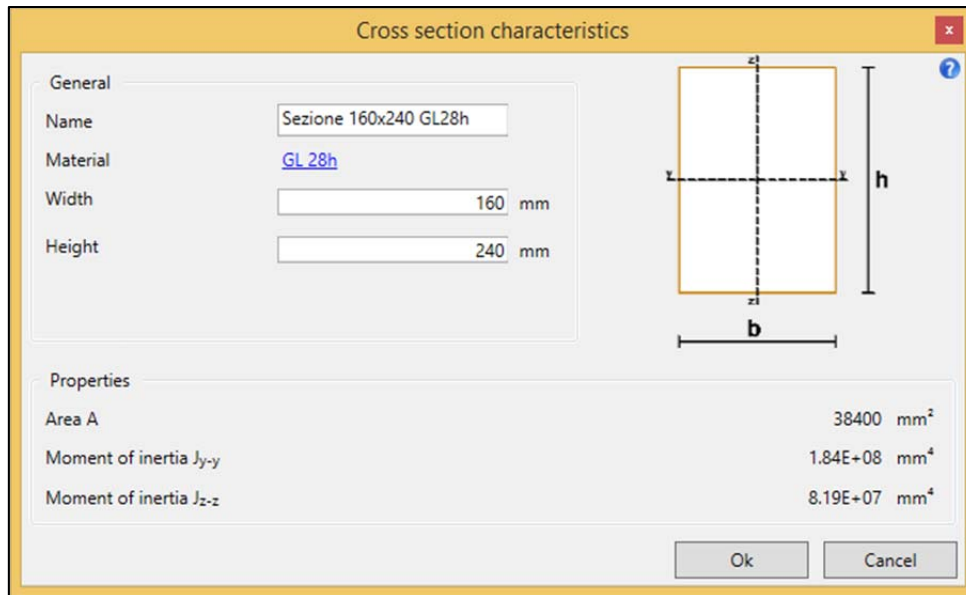 Cross section characteristics
x
?
General
Name
Sezione 160x240 GL28h
Material
GL 28h
Width
160 mm
Height
240 mm
z
y
y
h
z
b
Properties
Area A
38400 mm²
Moment of inertia Jy-y
1.84E+08 mm⁴
Moment of inertia Jz-z
8.19E+07 mm⁴
Ok
Cancel